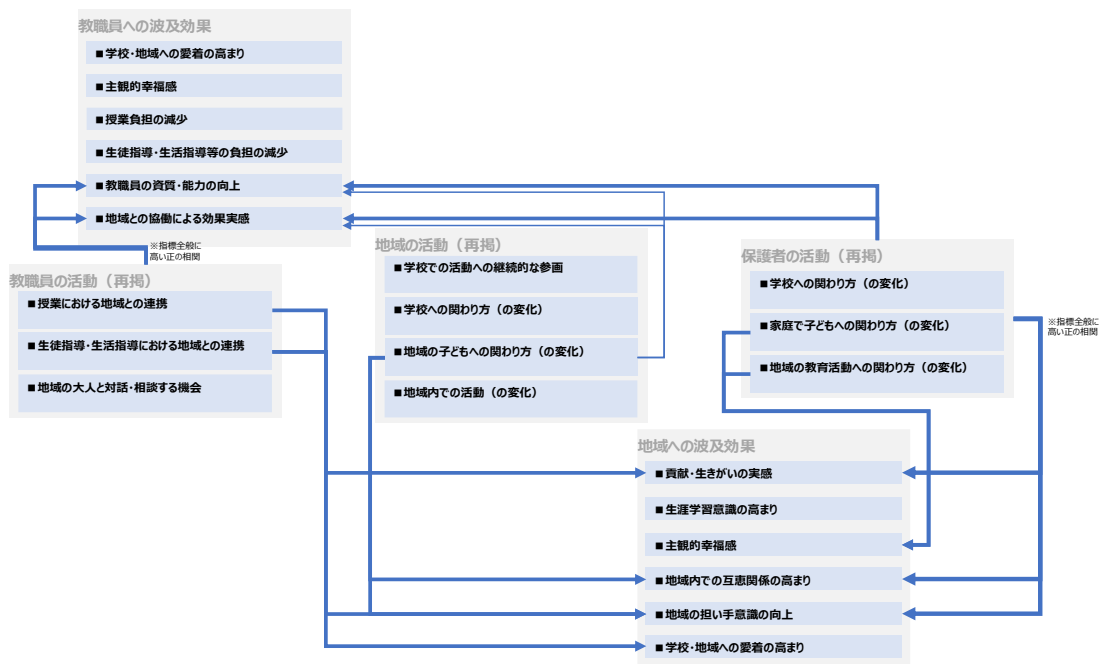 教職員への波及効果
■学校・地域への愛着の高まり
■主観的幸福感
■授業負担の減少
■生徒指導・生活指導等の負担の減少
■教職員の資質・能力の向上
■地域との協働による効果実感
※指標全般に
高い正の相関
教職員の活動（再掲）
■授業における地域との連携
■生徒指導・生活指導における地域との連携
■地域の大人と対話・相談する機会
地域の活動（再掲）
■学校での活動への継続的な参画
■学校への関わり方（の変化）
■地域の子どもへの関わり方（の変化）
■地域内での活動（の変化）
保護者の活動（再掲）
■学校への関わり方（の変化）
■家庭で子どもへの関わり方（の変化）
■地域の教育活動への関わり方（の変化）
※指標全般に
高い正の相関
地域への波及効果
■貢献・生きがいの実感
■生涯学習意識の高まり
■主観的幸福感
■地域内での互恵関係の高まり
■地域の担い手意識の向上
■学校・地域への愛着の高まり